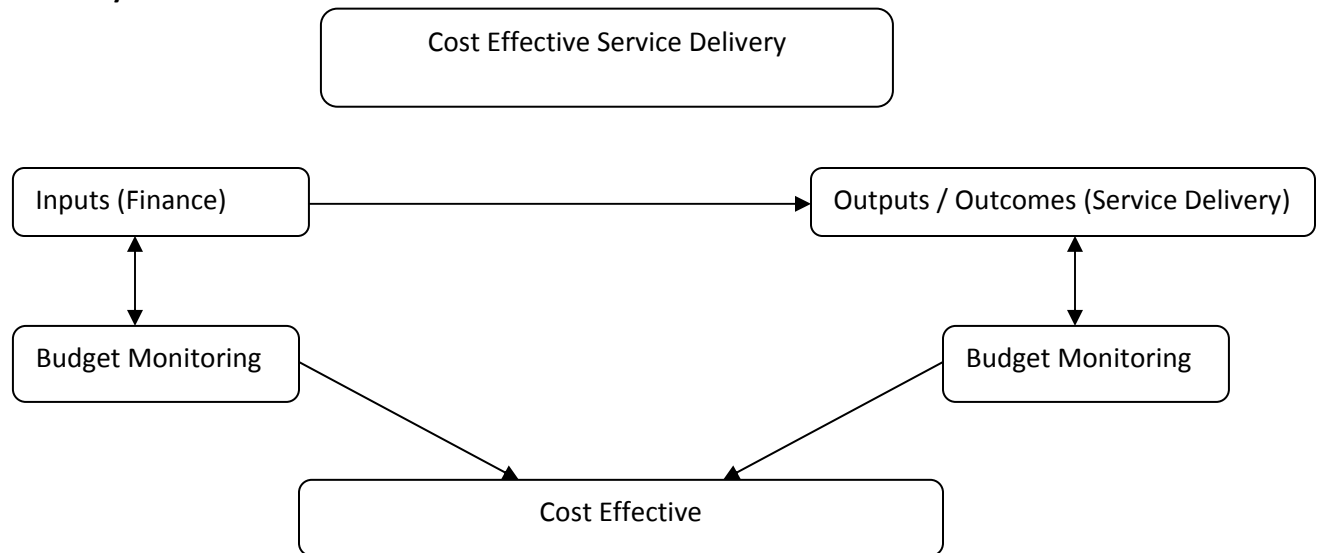 Cost Effective Service Delivery
Inputs (Finance)
Outputs / Outcomes (Service Delivery)
Budget Monitoring
Budget Monitoring
Cost Effective